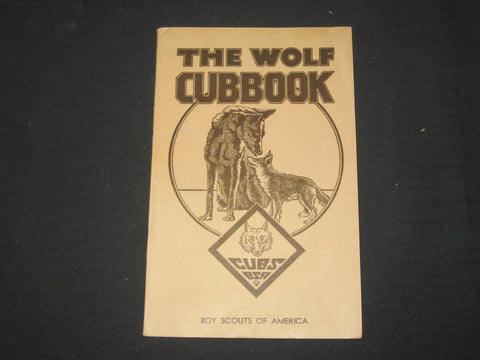 THE WOLF
CUBBOOK
CUBS
BSA
BOY SCOUTS OF AMERICA